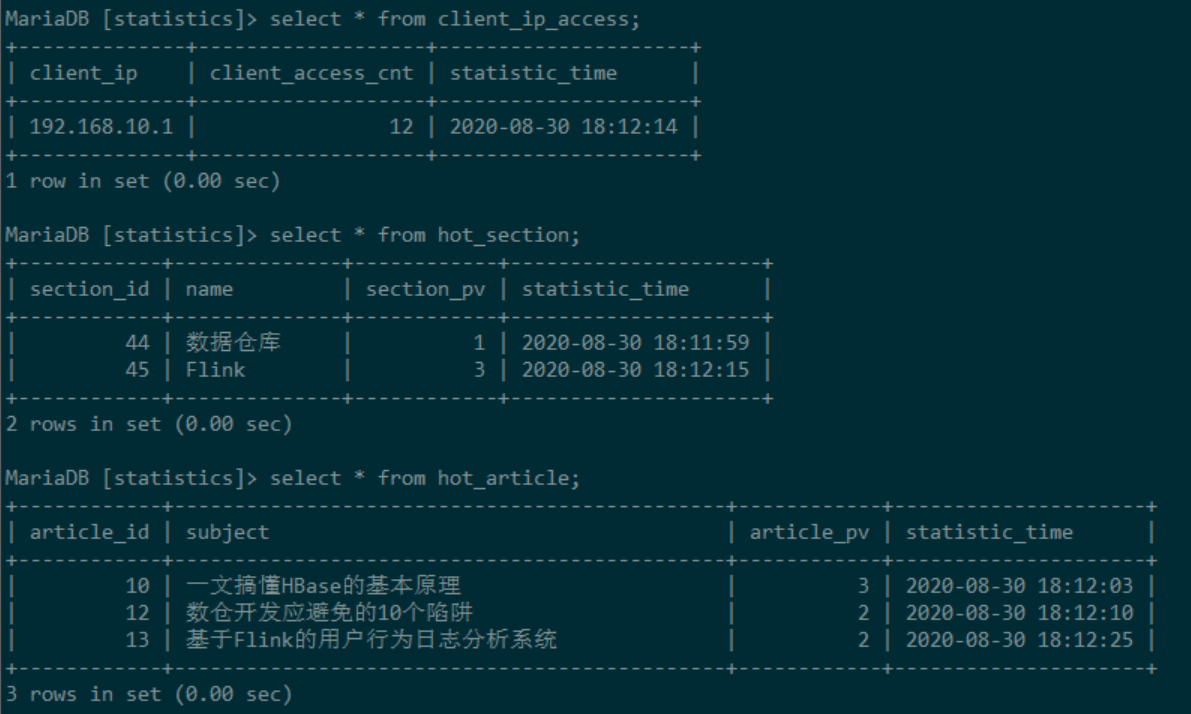 MariaDB [statistics]> select * from client_ip_access;
+--------------+-------------------+---------------------+
| client_ip    | client_access_cnt | statistic_time      |
+--------------+-------------------+---------------------+
| 192.168.10.1 |                12 | 2020-08-30 18:12:14 |
+--------------+-------------------+---------------------+
1 row in set (0.00 sec)

MariaDB [statistics]> select * from hot_section;
+------------+--------------+------------+---------------------+
| section_id | name         | section_pv | statistic_time      |
+------------+--------------+------------+---------------------+
|         44 | 数据仓库     |          1 | 2020-08-30 18:11:59 |
|         45 | Flink        |          3 | 2020-08-30 18:12:15 |
+------------+--------------+------------+---------------------+
2 rows in set (0.00 sec)

MariaDB [statistics]> select * from hot_article;
+------------+----------------------------------------------+------------+---------------------+
| article_id | subject                                      | article_pv | statistic_time      |
+------------+----------------------------------------------+------------+---------------------+
|         10 | 一文搞懂HBase的基本原理                      |          3 | 2020-08-30 18:12:03 |
|         12 | 数仓开发应避免的10个陷阱                     |          2 | 2020-08-30 18:12:10 |
|         13 | 基于Flink的用户行为日志分析系统              |          2 | 2020-08-30 18:12:25 |
+------------+----------------------------------------------+------------+---------------------+
3 rows in set (0.00 sec)